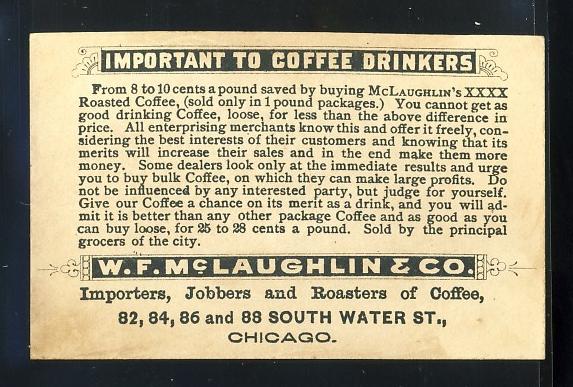 IMPORTANT TO COFFEE DRINKERS
From 8 to 10 cents a pound saved by buying McLAUGHLIN'S XXXX
Roasted Coffee, (sold only in 1 pound packages.) You cannot get as
good drinking Coffee, loose, for less than the above difference in
price. All enterprising merchants know this and offer it freely, con-
sidering the best interests of their customers and knowing that its
merits will increase their sales and in the end make them more
money. Some dealers look only at the immediate results and urge
you to buy bulk Coffee, on which they can make large profits. Do
not be influenced by any interested party, but judge for yourself.
Give our Coffee a chance on its merit as a drink, and you will ad-
mit it is better than any other package Coffee and as good as you
can buy loose, for 25 to 28 cents a pound. Sold by the principal
grocers of the city.
W. F. McLAUGHLIN & CO.
Importers, Jobbers and Roasters of Coffee,
82, 84, 86 and 88 SOUTH WATER ST.,
CHICAGO.